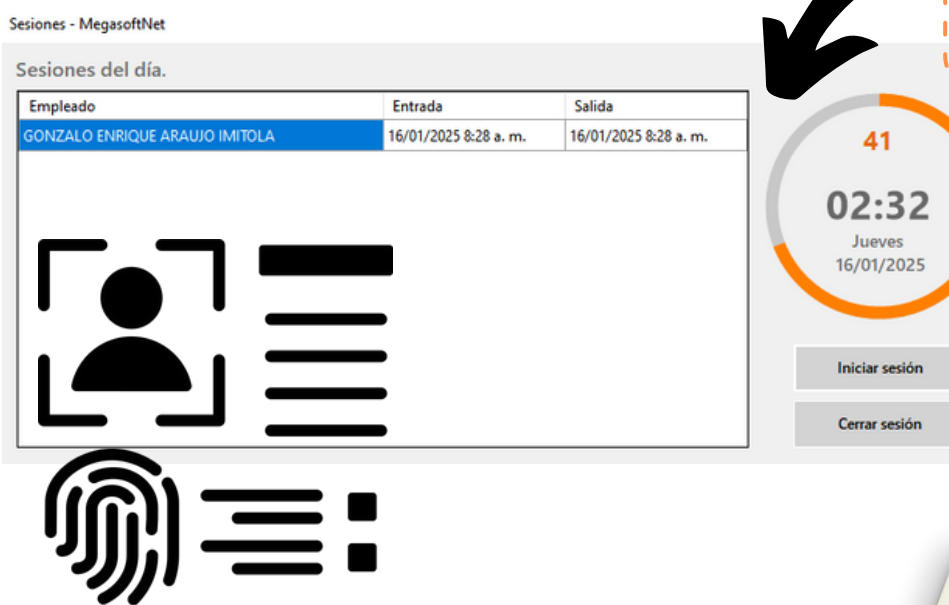 Sesiones - MegasoftNet
Sesiones del día.
Empleado Entrada Salida
GONZALO ENRIQUE ARAUJO IMITOLA 16/01/2025 8:28 a. m. 16/01/2025 8:28 a. m.
41
02:32
Jueves
16/01/2025
Iniciar sesión
Cerrar sesión